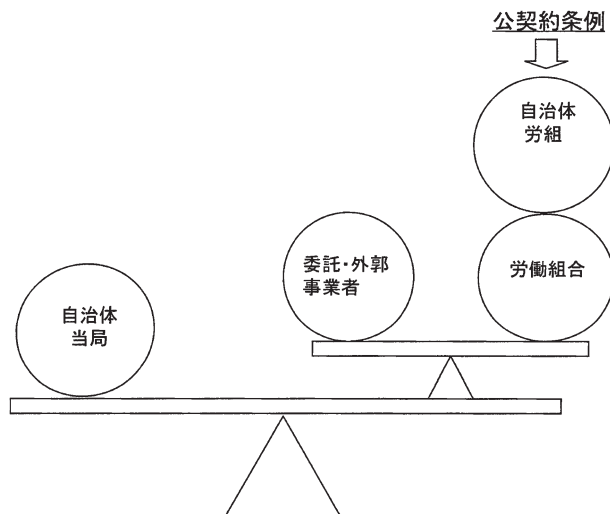 公契約条例
自治体
労組
委託・外郭
事業者
労働組合
自治体
当局